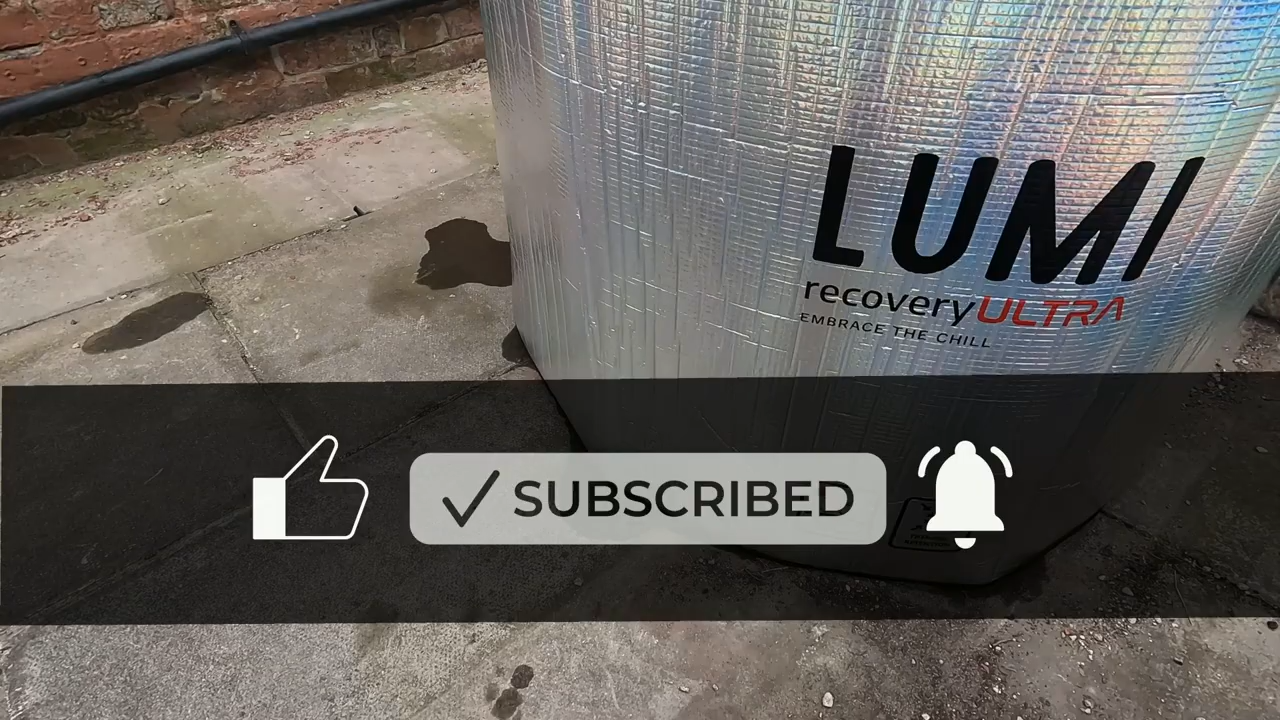 LUMI
recoveryULTRA
EMBRACE THE CHILL
SUBSCRIBED